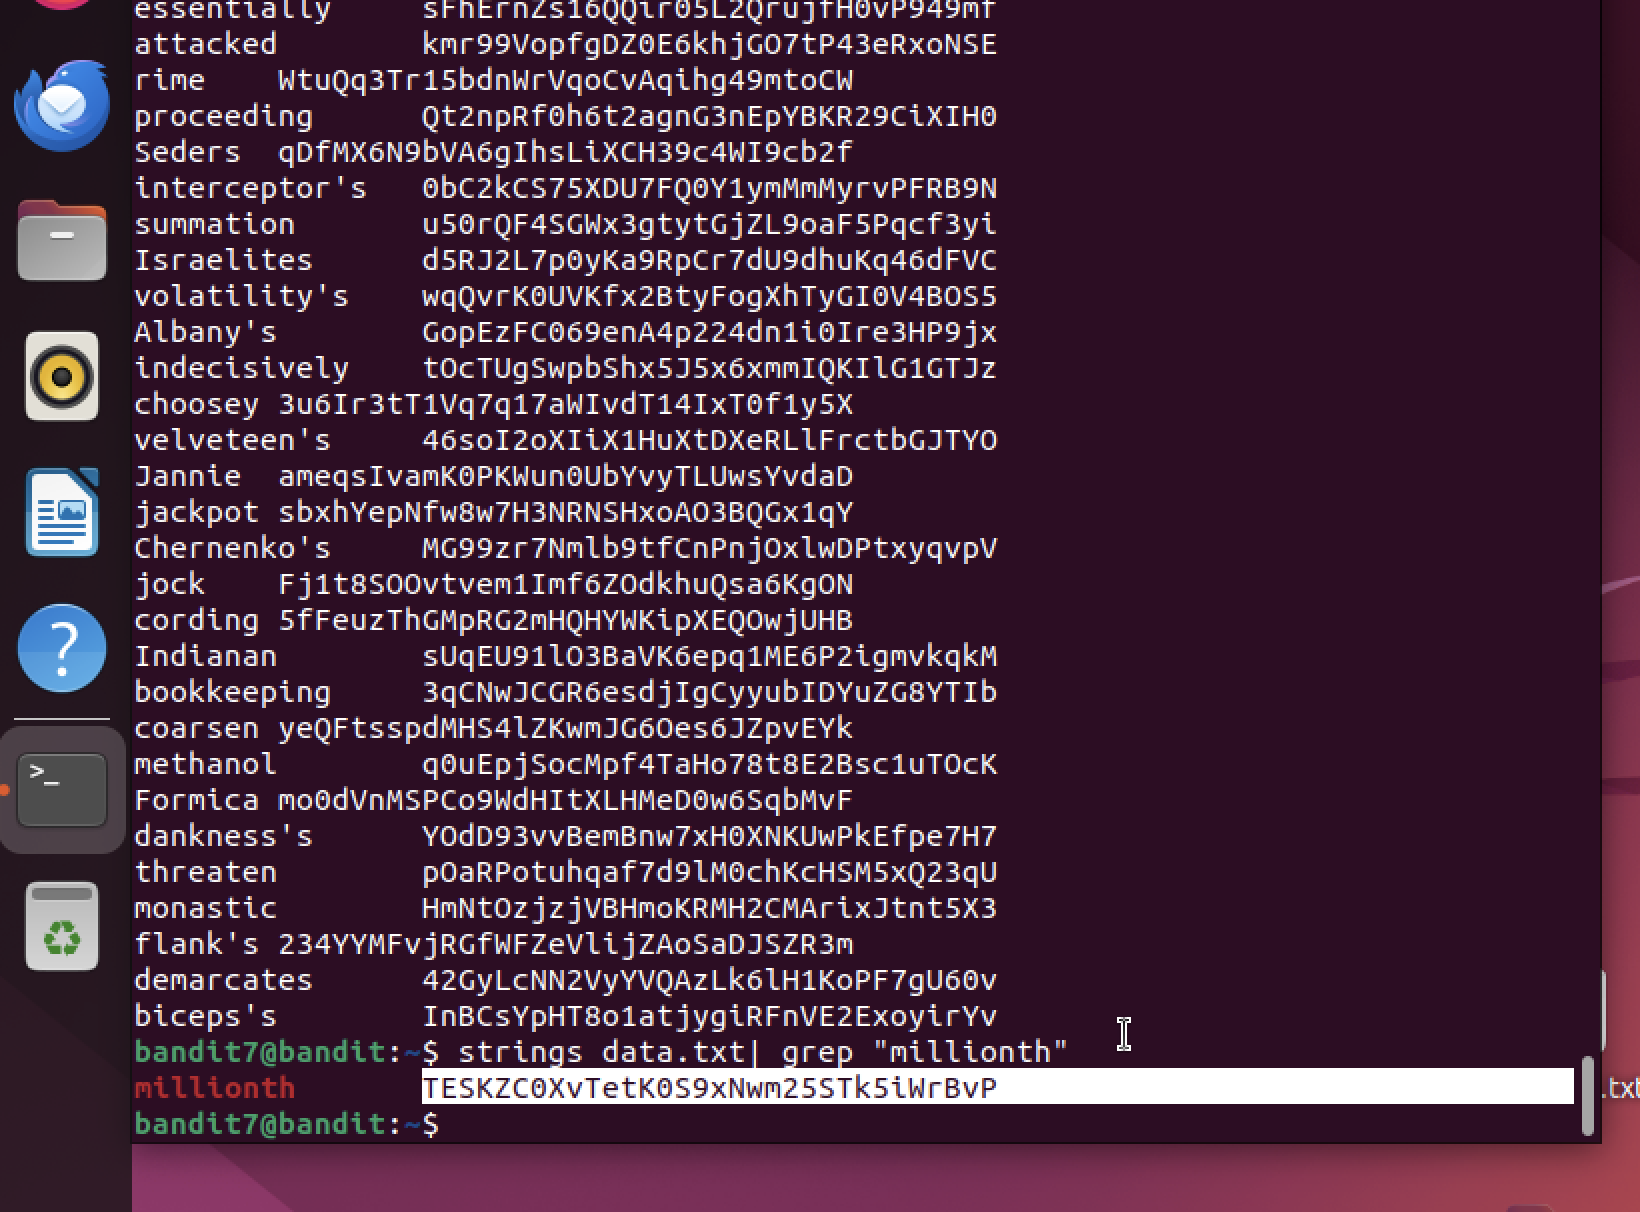 essentially sFhErnZs16QQir05L2QrujfH0vP949mf
attacked kmr99VopfgDZ0E6khjGO7tP43eRxoNSE
rime WtuQq3Tr15bdnWrVqoCvAqihg49mtoCW
proceeding Qt2npRf0h6t2agnG3nEpYBKR29CiXIH0
Seders qDfMX6N9bVA6gIhsLiXCH39c4WI9cb2f
interceptor's 0bC2kCS75XDU7FQ0Y1ymMmMyrvPFRB9N
summation u50rQF4SGWx3gtytGjZL9oaF5Pqcf3yi
Israelites d5RJ2L7p0yKa9RpCr7dU9dhuKq46dFVC
volatility's wqQvrK0UVKfx2BtyFogXhTyGI0V4BOS5
Albany's GopEzFC069enA4p224dn1i0Ire3HP9jx
indecisively tOcTUgSwpbShx5J5x6xmmIQKIlG1GTJz
choosey 3u6Ir3tT1Vq7q17aWIvdT14IxT0f1y5X
velveteen's 46soI2oXIiX1HuXtDXeRLlFrctbGJTYO
Jannie ameqsIvamK0PKWun0UbYvyTLUwsYvdaD
jackpot sbxhYepNfw8w7H3NRNSHxoAO3BQGx1qY
Chernenko's MG99zr7Nmlb9tfCnPnjOxlwDPtxyqvpV
jock Fj1t8SOOvtvem1Imf6ZOdkhuQsa6KgON
cording 5fFeuzThGMpRG2mHQHYWKipXEQOwjUHB
Indianan sUqEU91lO3BaVK6epq1ME6P2igmvkqkM
bookkeeping 3qCNwJCGR6esdjIgCyyubIDYuZG8YTIb
coarsen yeQFtsspdMHS4lZKwmJG6Oes6JZpvEYk
methanol q0uEpjSocMpf4TaHo78t8E2Bsc1uTOcK
Formica mo0dVnMSPCo9WdHItXLHMeD0w6SqbMvF
dankness's YOdD93vvBemBnw7xH0XNKUwPkEfpe7H7
threaten pOaRPotuhqaf7d9lM0chKcHSM5xQ23qU
monastic HmNtOzjzjVBHmoKRMH2CMArixJtnt5X3
flank's 234YYMFvjRGfWFZeVlijZAoSaDJSZR3m
demarcates 42GyLcNN2VyYVQAzLk6lH1KoPF7gU60v
biceps's InBCsYpHT8o1atjygiRFnVE2ExoyirYv
bandit7@bandit:~$ strings data.txt| grep "millionth"
millionth TESKZC0XvTetK0S9xNwm25STk5iWrBvP
bandit7@bandit:~$
.txt